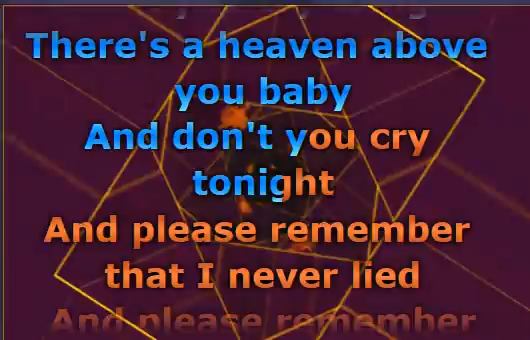 There's a heaven above
you baby
And don't you cry
tonight
And please remember
that I never lied
And please remember